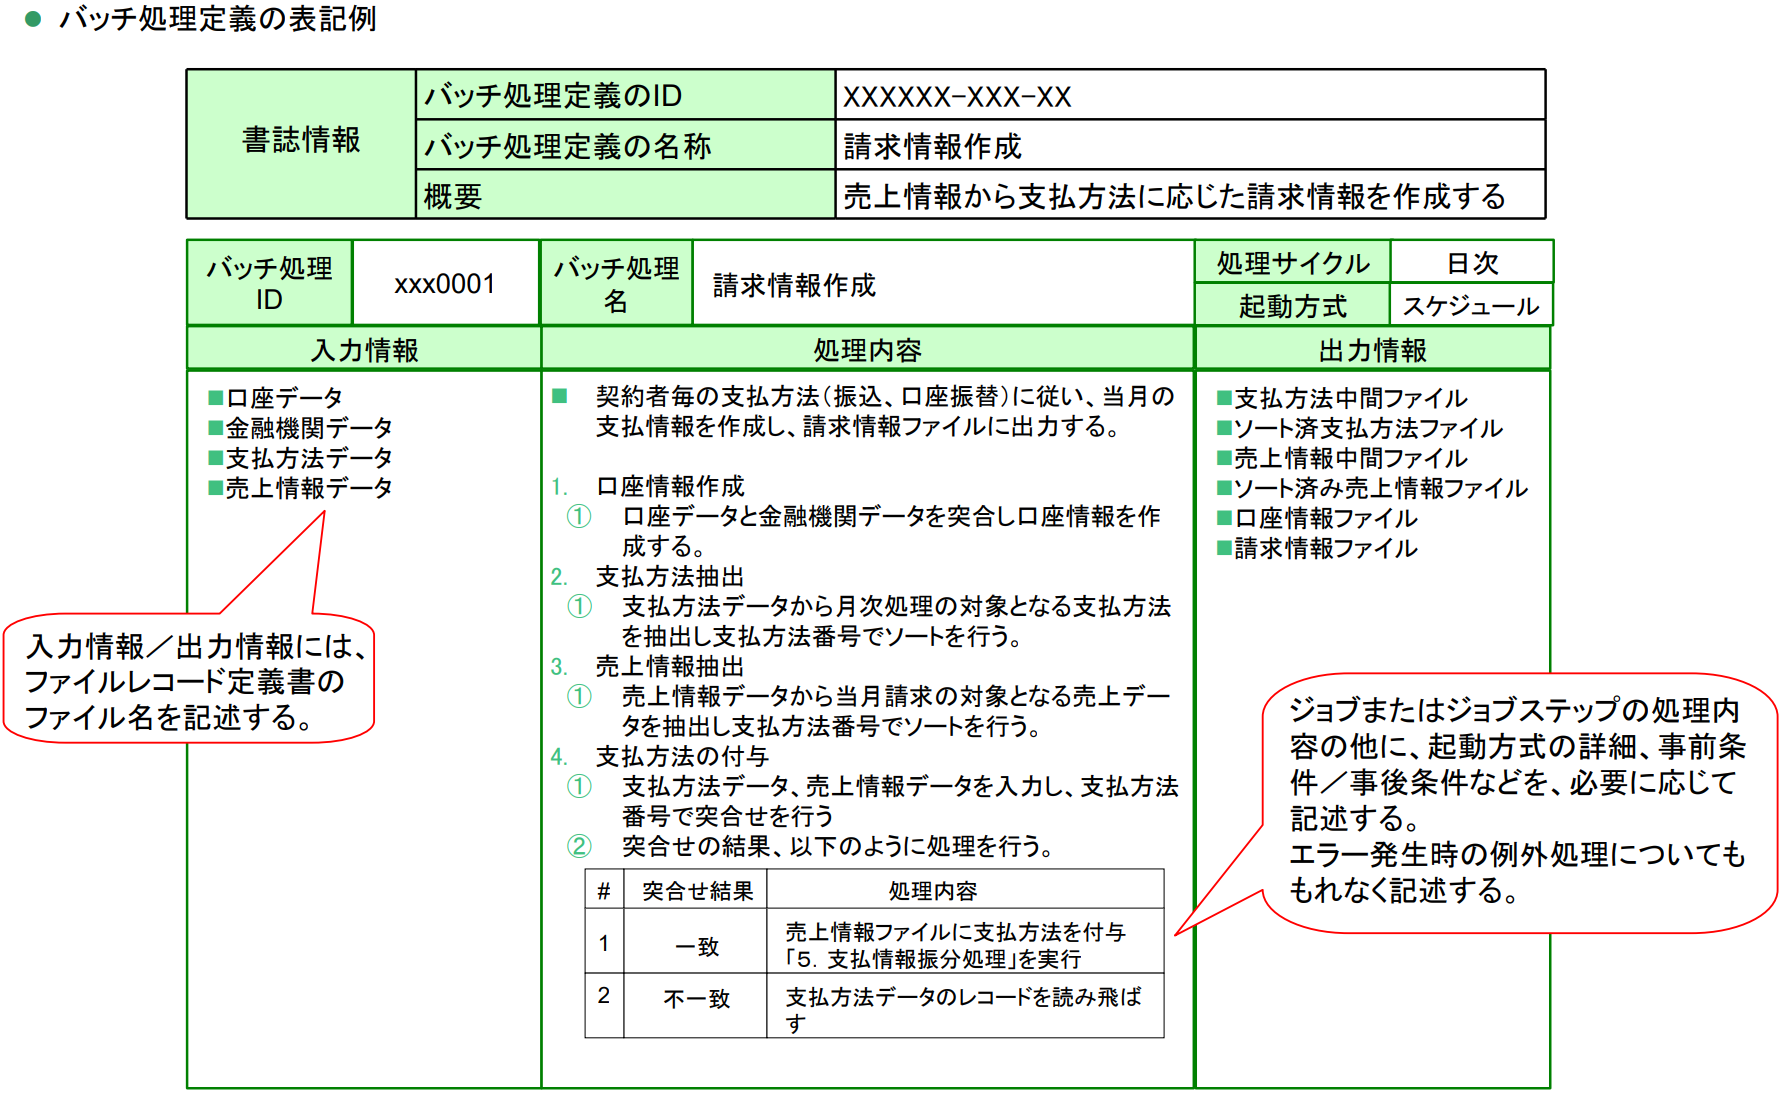 ● バッチ処理定義の表記例
書誌情報
バッチ処理定義のID
XXXXXX-XXX-XX
バッチ処理定義の名称
請求情報作成
概要
売上情報から支払方法に応じた請求情報を作成する
バッチ処理
ID
xxx0001
バッチ処理
名
請求情報作成
処理サイクル
日次
起動方式
スケジュール
入力情報
処理内容
出力情報
■口座データ
■金融機関データ
■支払方法データ
■売上情報データ
■ 契約者毎の支払方法（振込、口座振替）に従い、当月の
支払情報を作成し、請求情報ファイルに出力する。
1. 口座情報作成
① 口座データと金融機関データを突合し口座情報を作
成する。
2. 支払方法抽出
① 支払方法データから月次処理の対象となる支払方法
を抽出し支払方法番号でソートを行う。
3. 売上情報抽出
① 売上情報データから当月請求の対象となる売上デー
タを抽出し支払方法番号でソートを行う。
4. 支払方法の付与
① 支払方法データ、売上情報データを入力し、支払方法
番号で突合せを行う
② 突合せの結果、以下のように処理を行う。
# 突合せ結果 処理内容
1 一致 売上情報ファイルに支払方法を付与
「５．支払情報振分処理」を実行
2 不一致 支払方法データのレコードを読み飛ば
す
■支払方法中間ファイル
■ソート済支払方法ファイル
■売上情報中間ファイル
■ソート済み売上情報ファイル
■口座情報ファイル
■請求情報ファイル
入力情報／出力情報には、
ファイルレコード定義書の
ファイル名を記述する。
ジョブまたはジョブステップの処理内
容の他に、起動方式の詳細、事前条
件／事後条件などを、必要に応じて
記述する。
エラー発生時の例外処理についても
もれなく記述する。